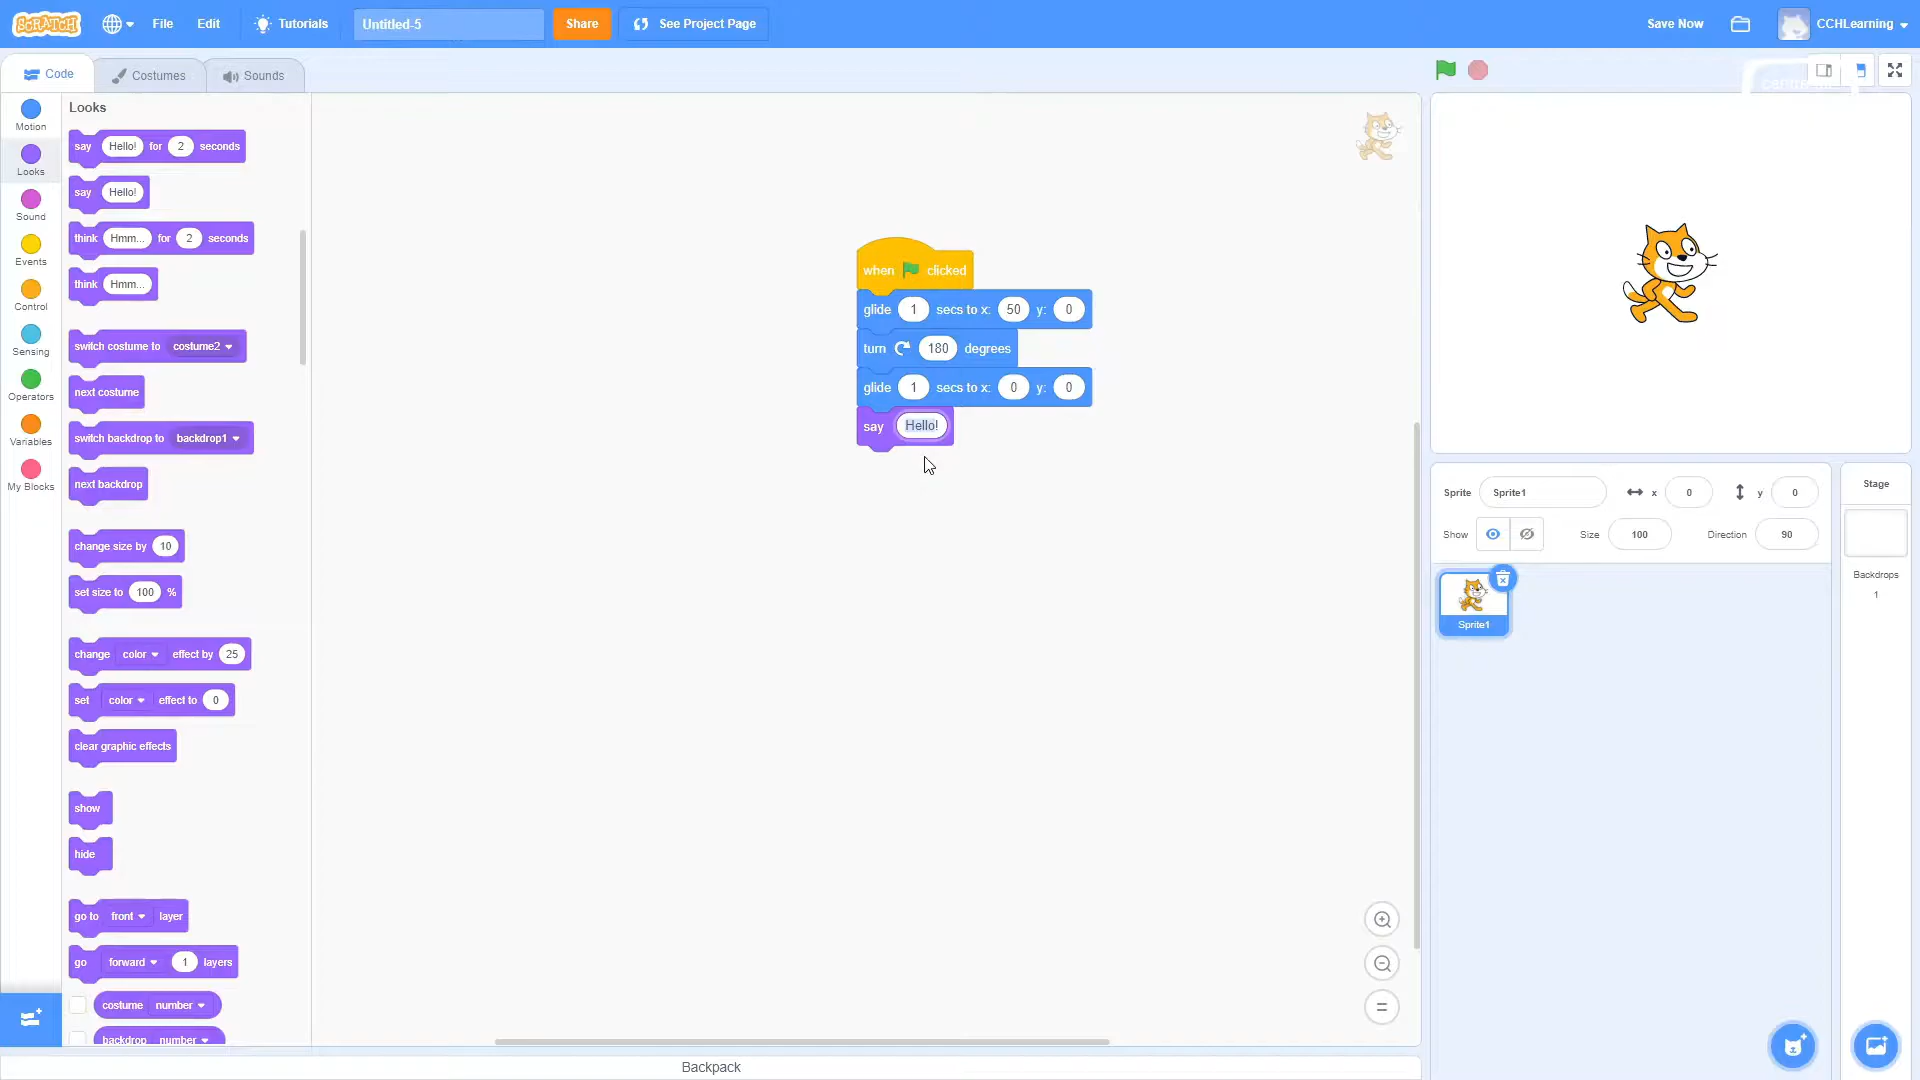 SCRATCH File Edit Tutorials Untitled-5 Share See Project Page Save Now CCHLearning
Code Costumes Sounds
Motion
Looks
Sound
Events
Control
Sensing
Operators
Variables
My Blocks
Looks
say Hello! for 2 seconds
say Hello!
think Hmm... for 2 seconds
think Hmm...
switch costume to costume2
next costume
switch backdrop to backdrop1
next backdrop
change size by 10
set size to 100 %
change color effect by 25
set color effect to 0
clear graphic effects
show
hide
go to front layer
go forward 1 layers
costume number
backdrop number
when clicked
glide 1 secs to x: 50 y: 0
turn 180 degrees
glide 1 secs to x: 0 y: 0
say Hello!
Sprite Sprite1 x 0 y 0
Show Size 100 Direction 90
Sprite1
Stage
Backdrops
1
Backpack